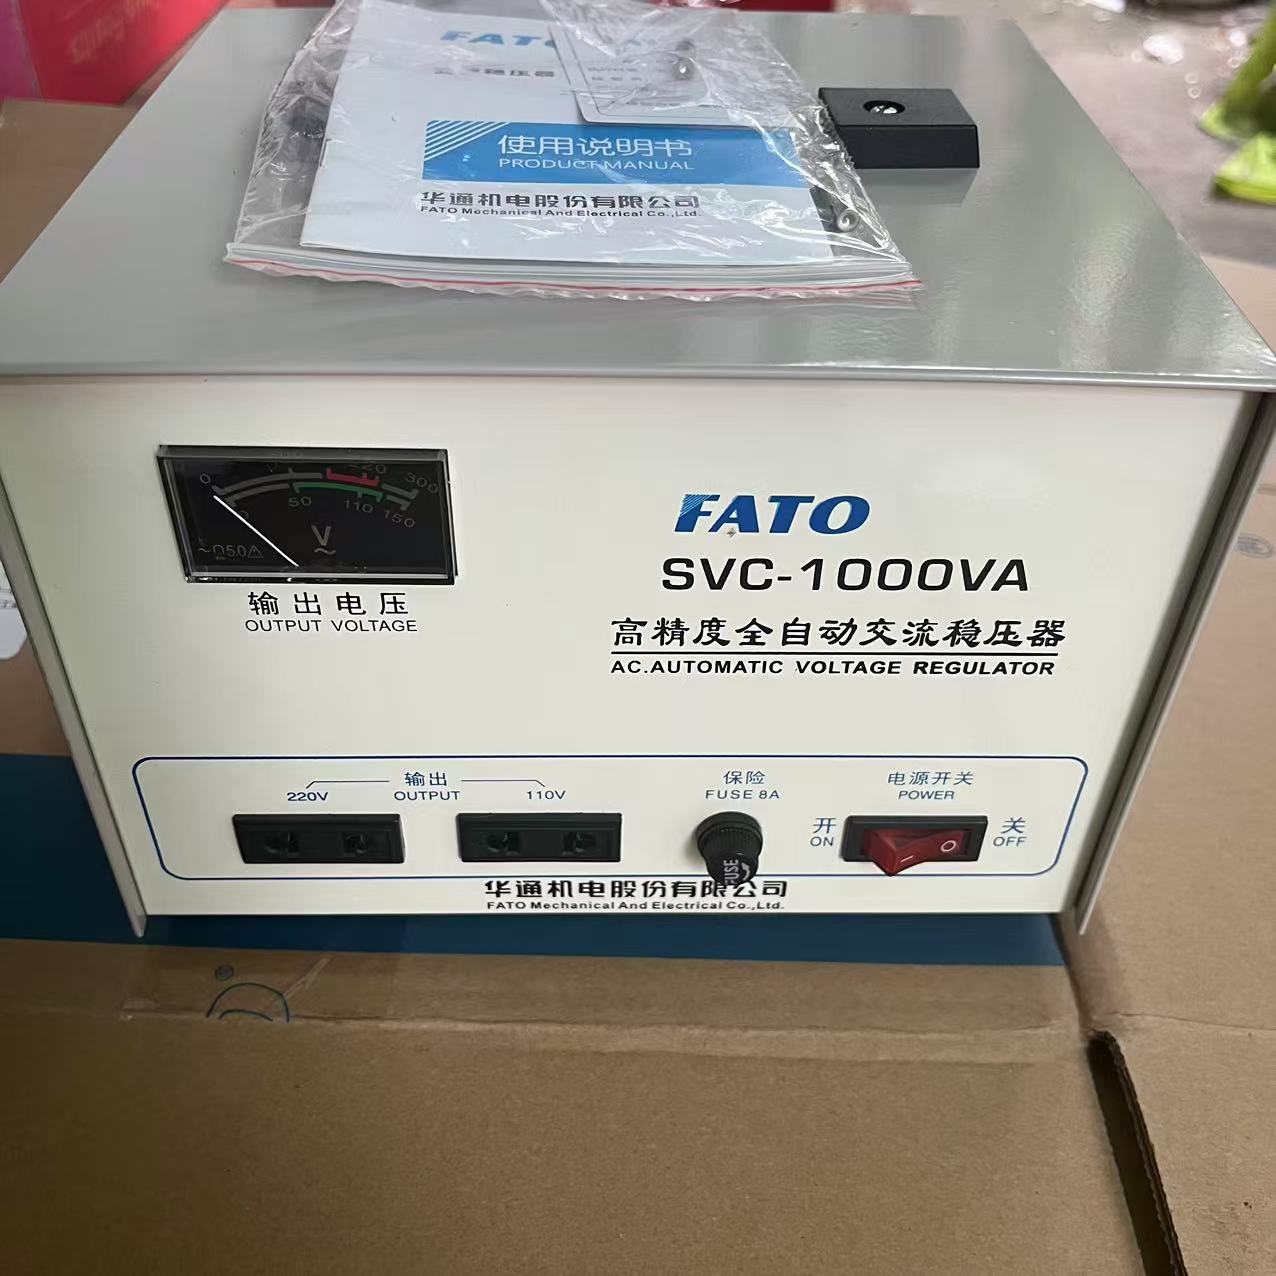 FATO
使用说明书
PRODUCT MANUAL
华通机电股份有限公司
FATO Mechanical And Electrical Co.,Ltd.
0 220 300
50 110 150
V
~
5.0
输出电压
OUTPUT VOLTAGE
FATO
SVC-1000VA
高精度全自动交流稳压器
AC.AUTOMATIC VOLTAGE REGULATOR
220V
输出
OUTPUT
110V
保险
FUSE 8A
电源开关
POWER
开
ON
关
OFF
FUSE
华通机电股份有限公司
FATO Mechanical And Electrical Co.,Ltd.